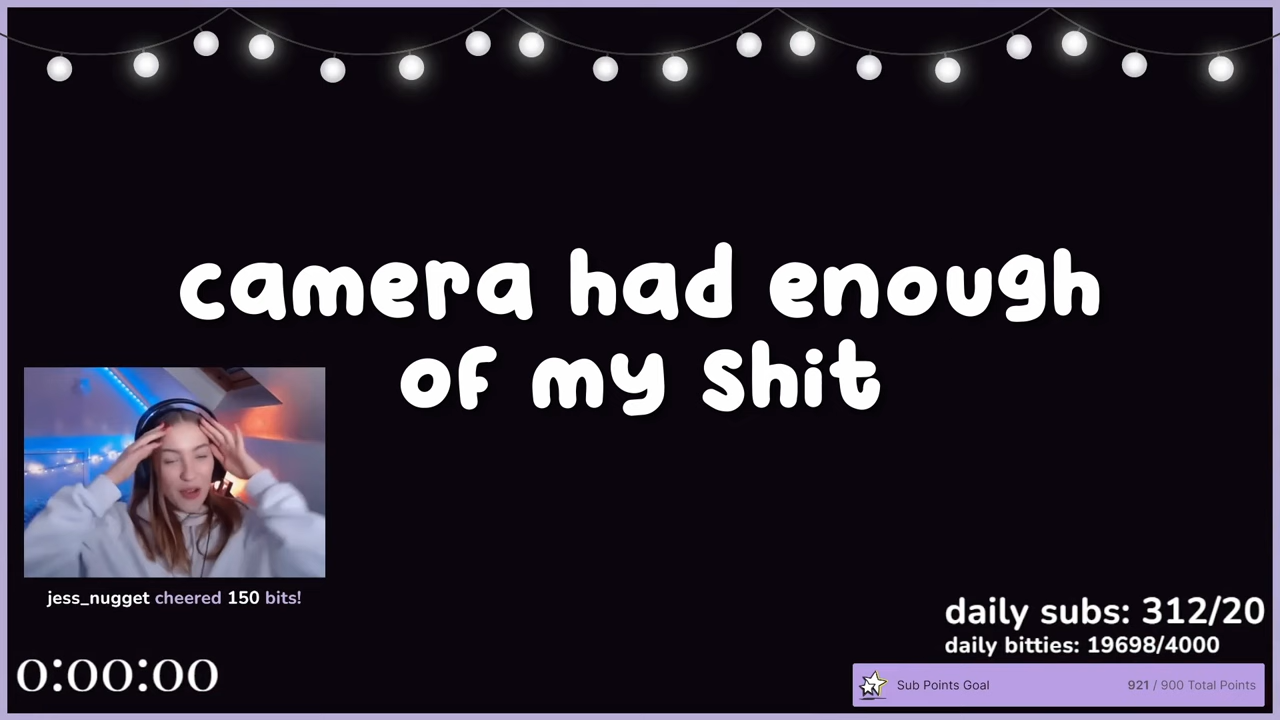 camera had enough
of my shit
jess_nugget cheered 150 bits!
0:00:00
daily subs: 312/20
daily bitties: 19698/4000
Sub Points Goal 921 / 900 Total Points